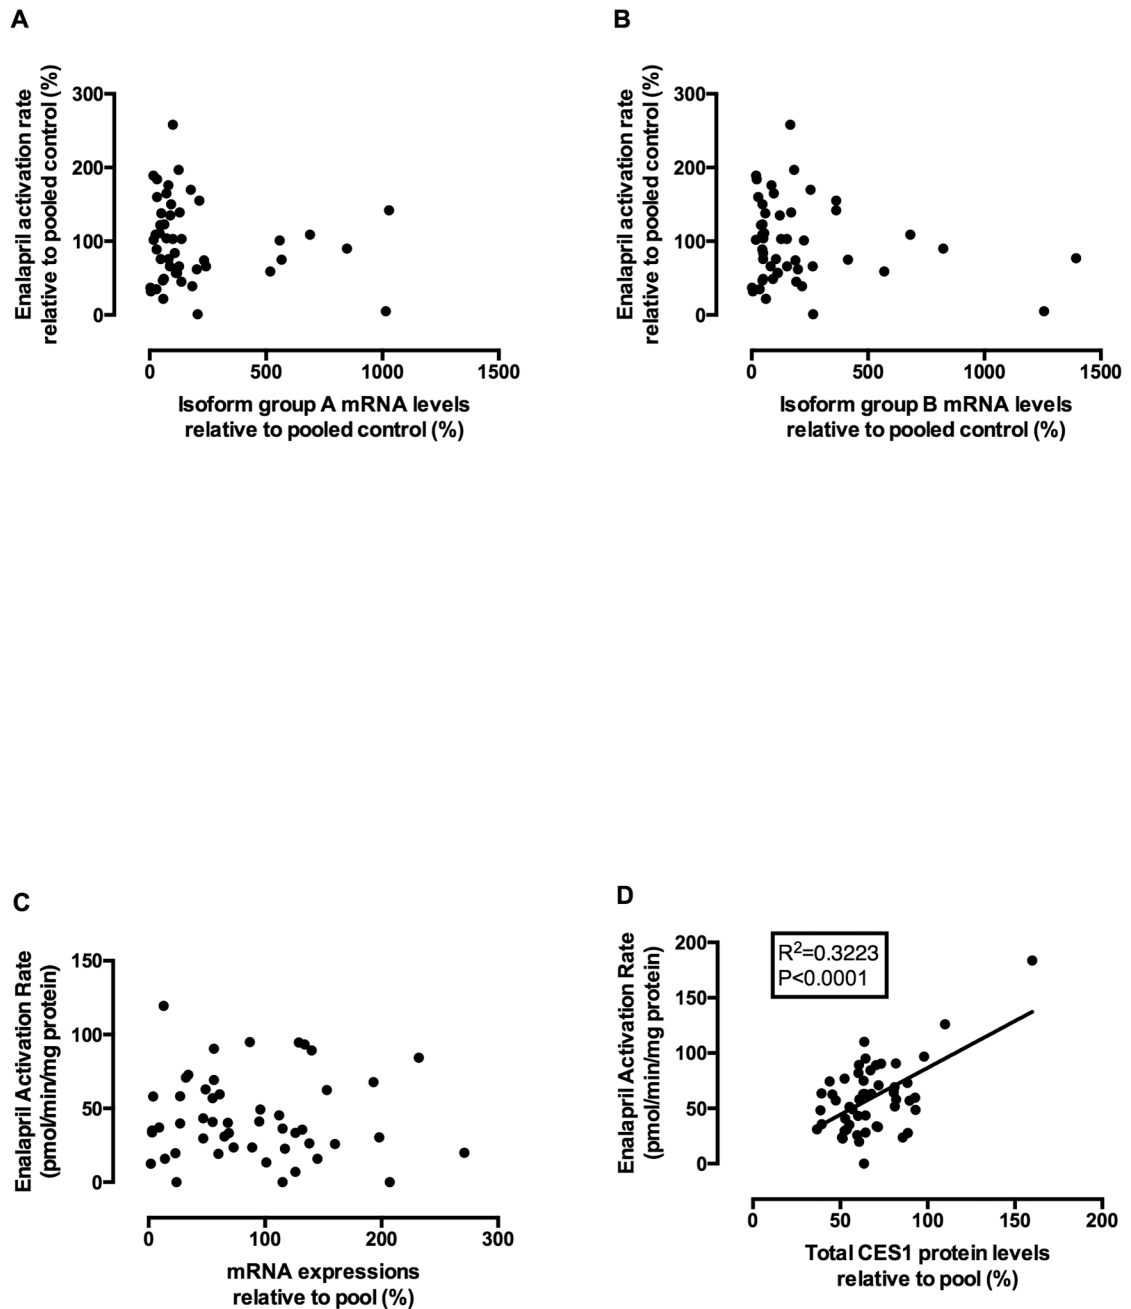 A
Enalapril activation rate
relative to pooled control (%)
300
200
100
0
0 500 1000 1500
Isoform group A mRNA levels
relative to pooled control (%)
B
Enalapril activation rate
relative to pooled control (%)
300
200
100
0
0 500 1000 1500
Isoform group B mRNA levels
relative to pooled control (%)
C
Enalapril Activation Rate
(pmol/min/mg protein)
150
100
50
0
0 100 200 300
mRNA expressions
relative to pool (%)
D
Enalapril Activation Rate
(pmol/min/mg protein)
200
150
100
50
0
R²=0.3223
P<0.0001
0 50 100 150 200
Total CES1 protein levels
relative to pool (%)